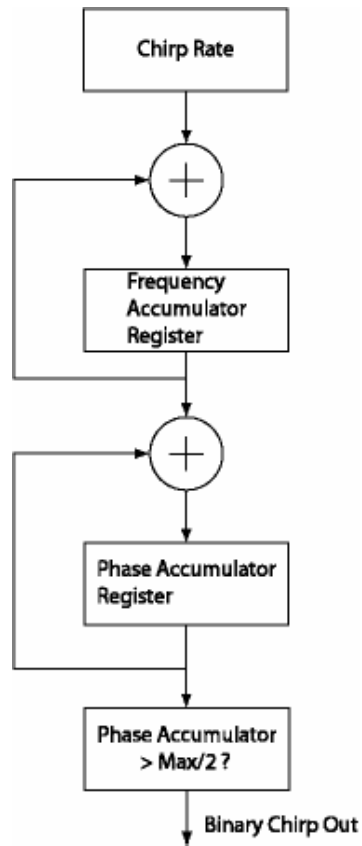 Chirp Rate
Frequency
Accumulator
Register
Phase Accumulator
Register
Phase Accumulator
> Max/2 ?
Binary Chirp Out